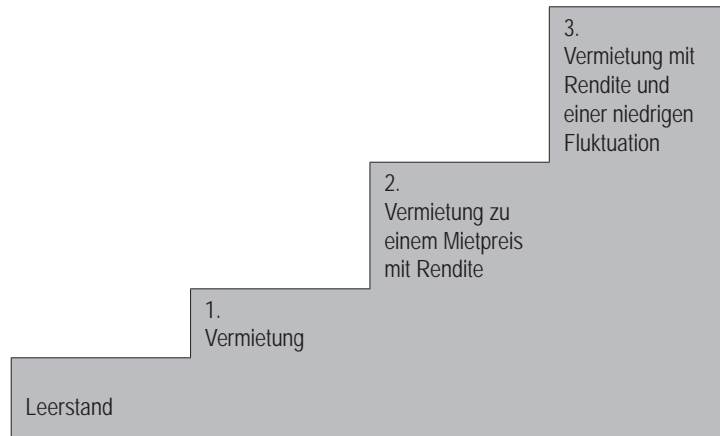 3.
Vermietung mit
Rendite und
einer niedrigen
Fluktuation
2.
Vermietung zu
einem Mietpreis
mit Rendite
1.
Vermietung
Leerstand